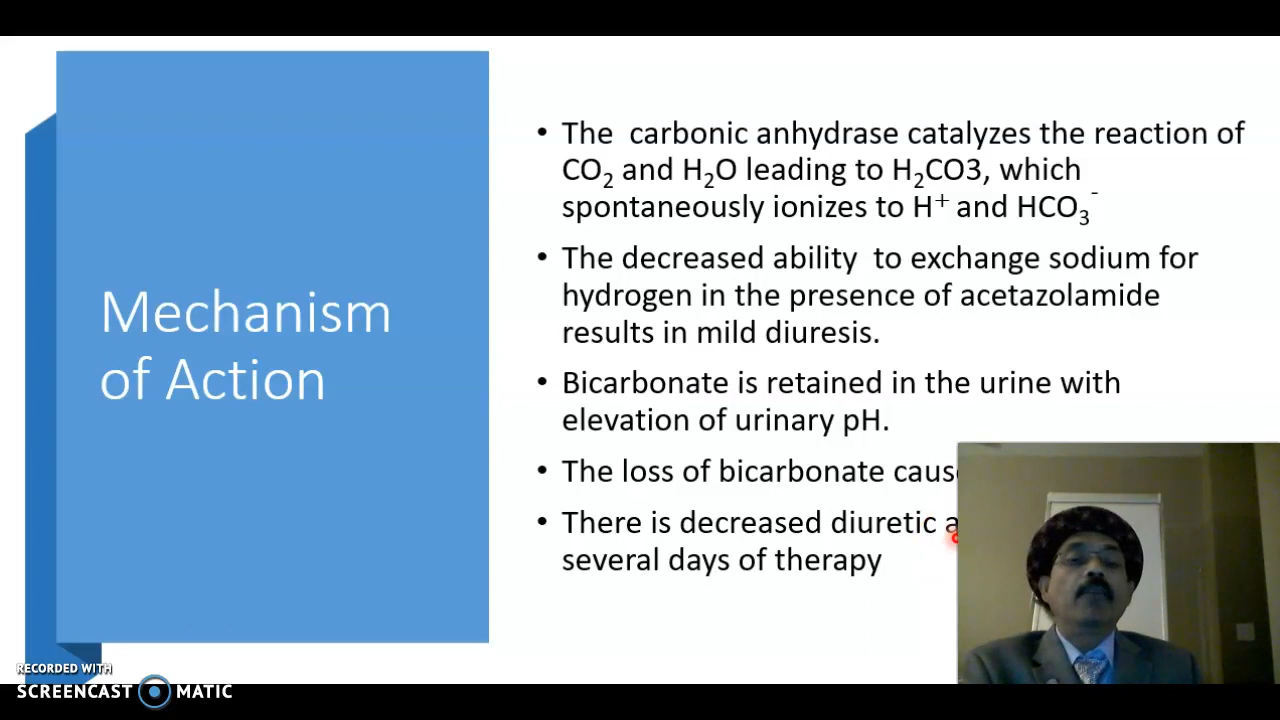 Mechanism
of Action
• The carbonic anhydrase catalyzes the reaction of
CO₂ and H₂O leading to H₂CO3, which
spontaneously ionizes to H⁺ and HCO₃⁻
• The decreased ability to exchange sodium for
hydrogen in the presence of acetazolamide
results in mild diuresis.
• Bicarbonate is retained in the urine with
elevation of urinary pH.
• The loss of bicarbonate
• There is decreased diuretic
several days of therapy
RECORDED WITH
SCREENCAST MATIC